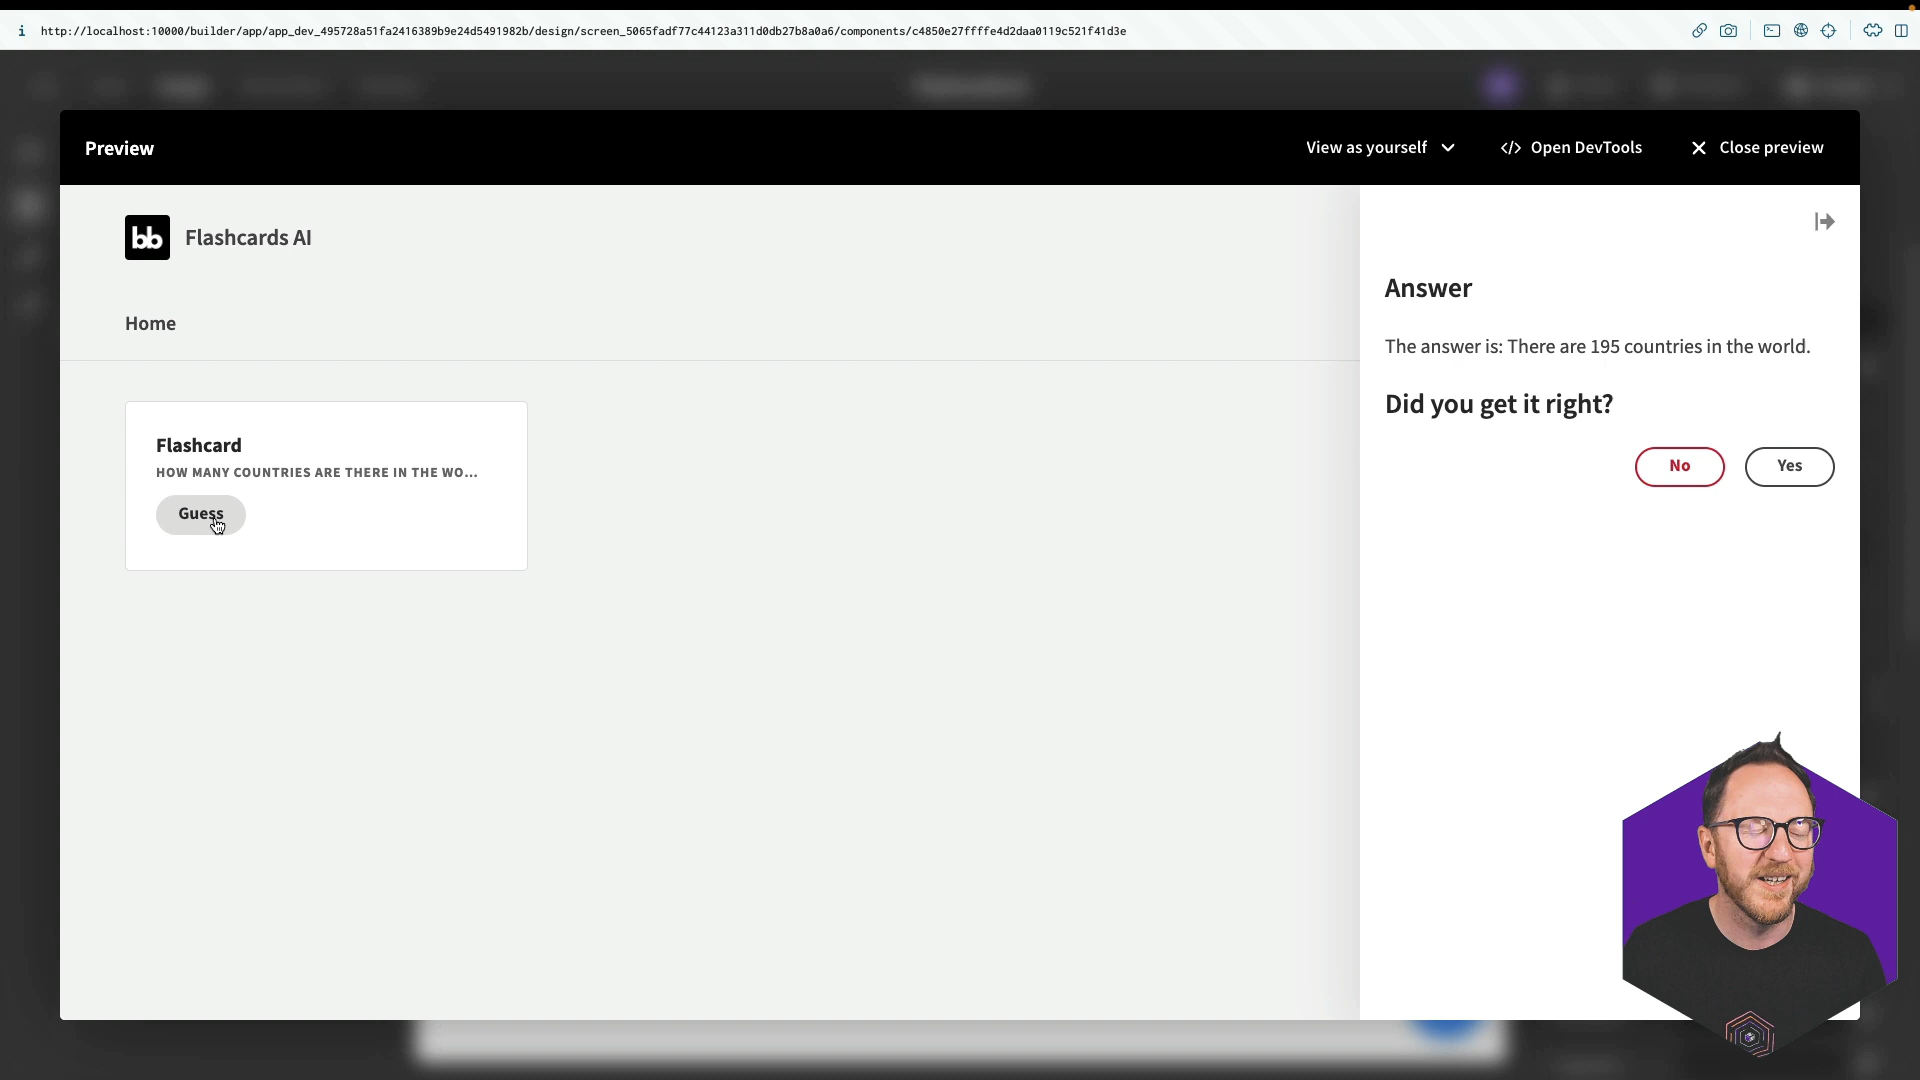 i http://localhost:10000/builder/app/app_dev_495728a51fa2416389b9e24d5491982b/design/screen_5065fadf77c44123a311d0db27b8a0a6/components/c4850e27ffffe4d2daa0119c521f41d3e
Preview
View as yourself
</> Open DevTools
Close preview
bb
Flashcards AI
Home
Flashcard
HOW MANY COUNTRIES ARE THERE IN THE WO...
Guess
Answer
The answer is: There are 195 countries in the world.
Did you get it right?
No
Yes